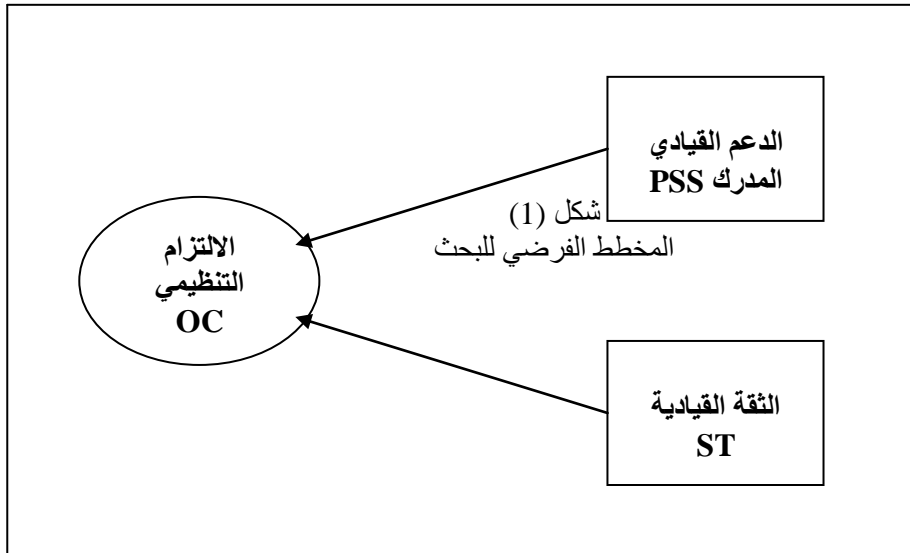 الدعم القيادي
المدرك PSS
شكل (1)
المخطط الفرضي للبحث
الالتزام
التنظيمي
OC
الثقة القيادية
ST